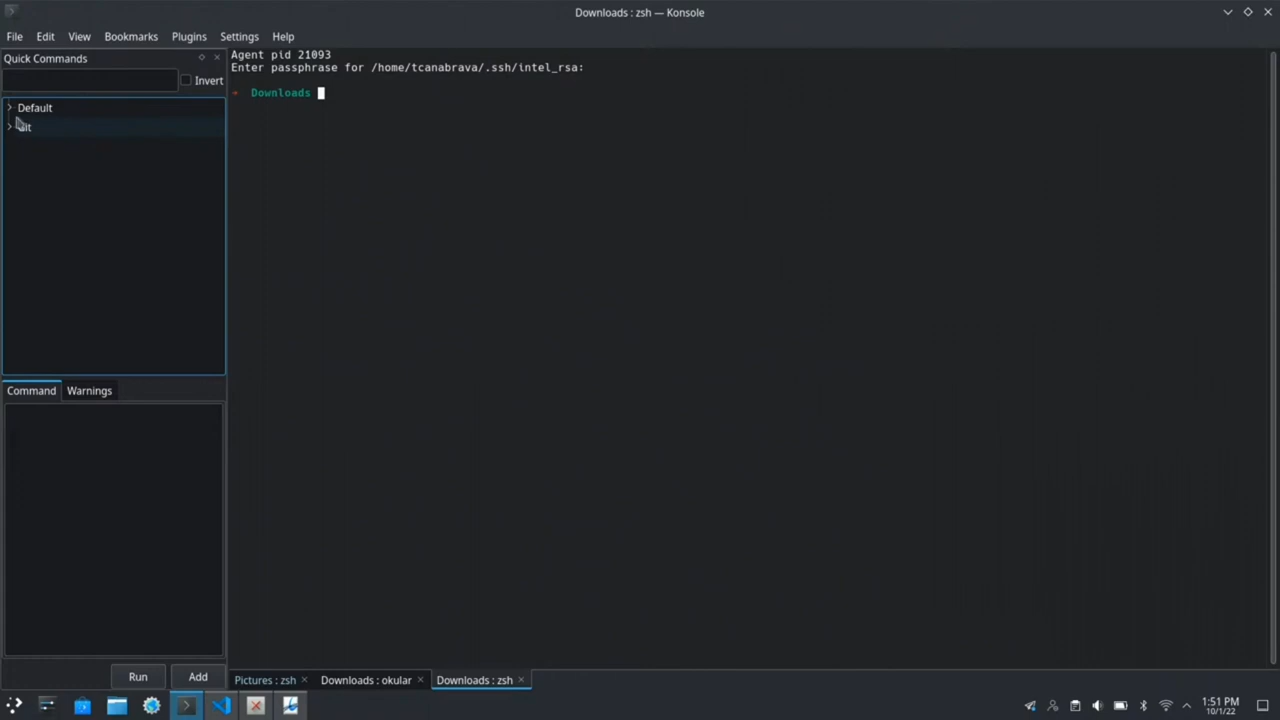 Downloads : zsh — Konsole
File Edit View Bookmarks Plugins Settings Help
Quick Commands
Invert
Default
Agent pid 21093
Enter passphrase for /home/tcanabrava/.ssh/intel_rsa:
Downloads
Command Warnings
Run Add
Pictures : zsh Downloads : okular Downloads : zsh
1:51 PM
10/1/22